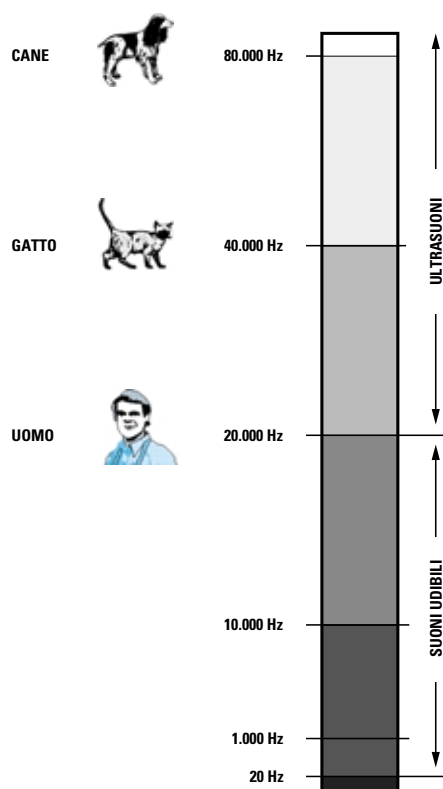 CANE 80.000 Hz
GATTO 40.000 Hz
ULTRASUONI
UOMO 20.000 Hz
10.000 Hz
SUONI UDIBILI
1.000 Hz
20 Hz